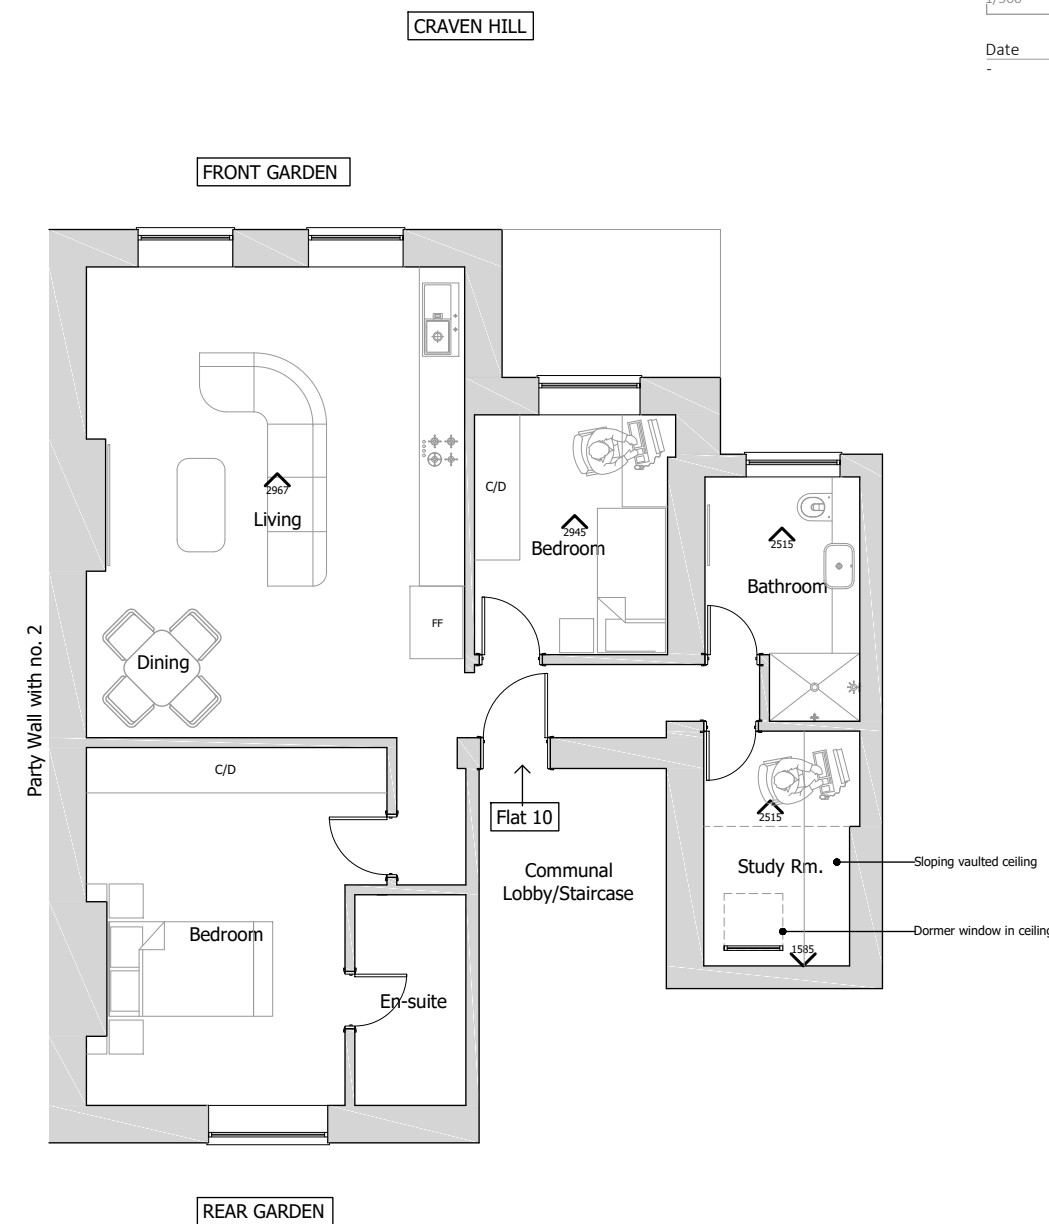 CRAVEN HILL
1/500
Date
-
FRONT GARDEN
2967
Living
C/D
2945
Bedroom
2515
Bathroom
FF
Dining
Party Wall with no. 2
C/D
Flat 10
2515
Communal
Lobby/Staircase
Study Rm.
Sloping vaulted ceiling
Bedroom
Dormer window in ceiling
1585
En-suite
REAR GARDEN